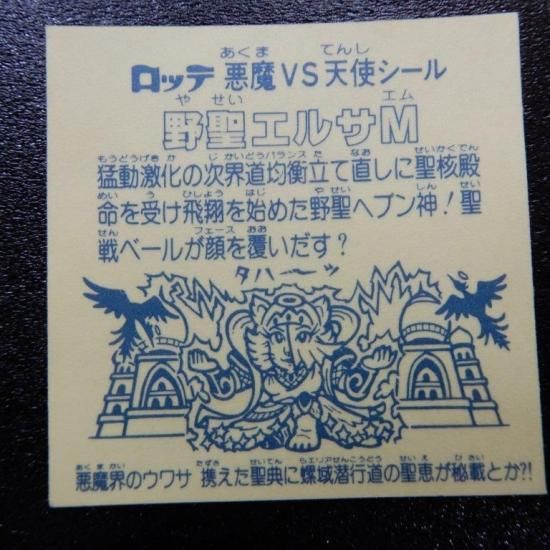 ロッテ 悪魔VS天使シール
野聖エルサM
猛動激化の次界道均衡立て直しに聖核殿
命を受け飛翔を始めた野聖ヘブン神！聖
戦ベールが顔を覆いだす？
タハーーッ
悪魔界のウワサ 携えた聖典に螺域潜行道の聖恵が秘載とか?!